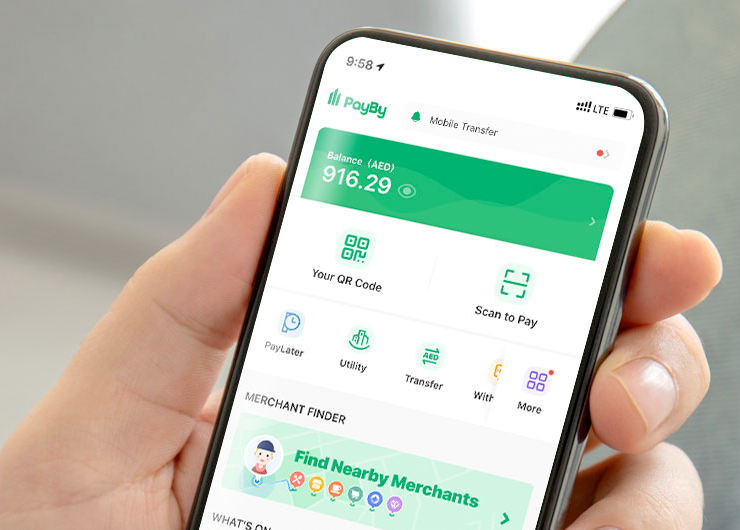 9:58
LTE
PayBy
Mobile Transfer
Balance (AED)
916.29
Your QR Code
Scan to Pay
PayLater
Utility
AED
Transfer
With
More
MERCHANT FINDER
Find Nearby Merchants
WHAT'S ON